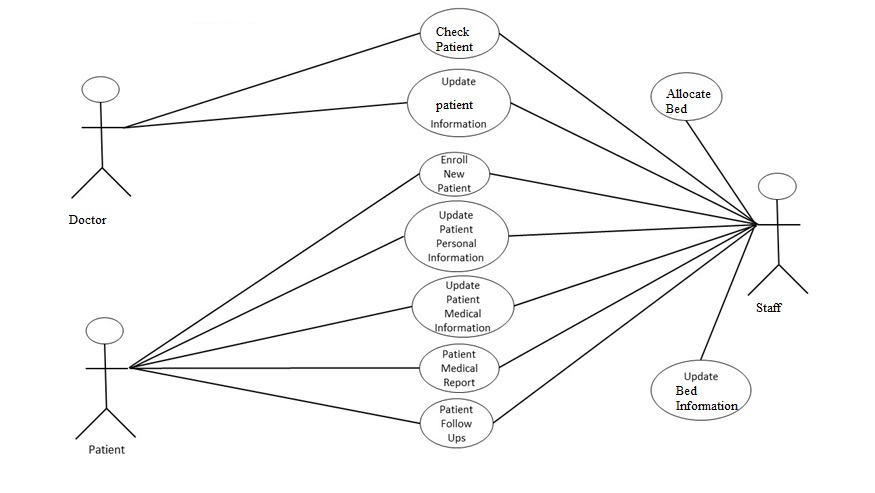 Check
Patient
Update
patient
Information
Allocate
Bed
Enroll
New
Patient
Doctor
Update
Patient
Personal
Information
Update
Patient
Medical
Information
Staff
Patient
Medical
Report
Update
Bed
Information
Patient
Follow
Ups
Patient